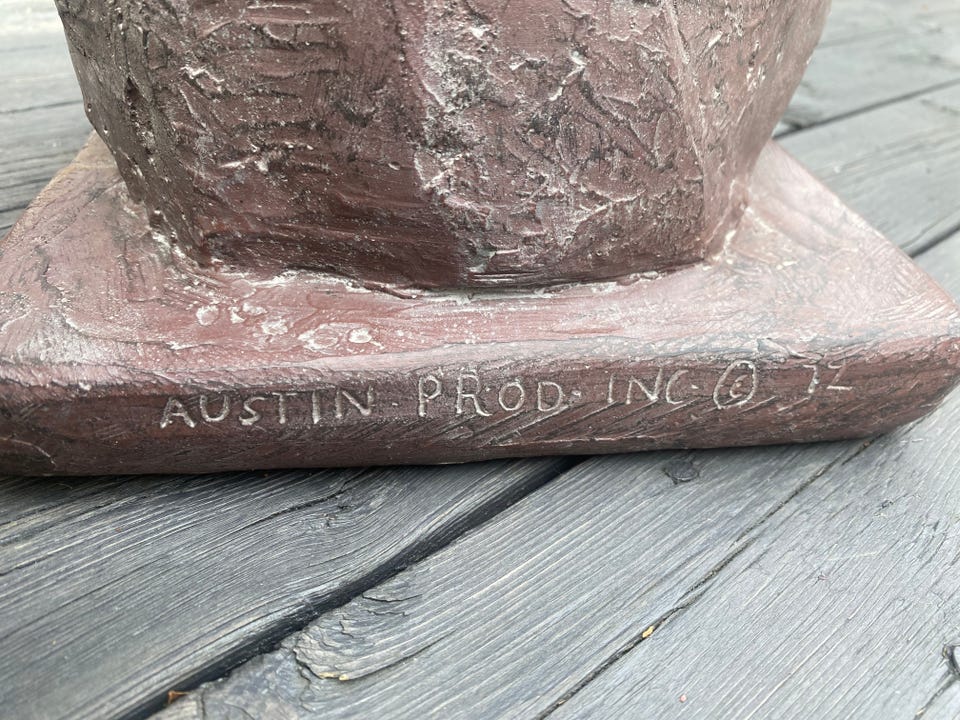 AUSTIN PROD. INC. © 72